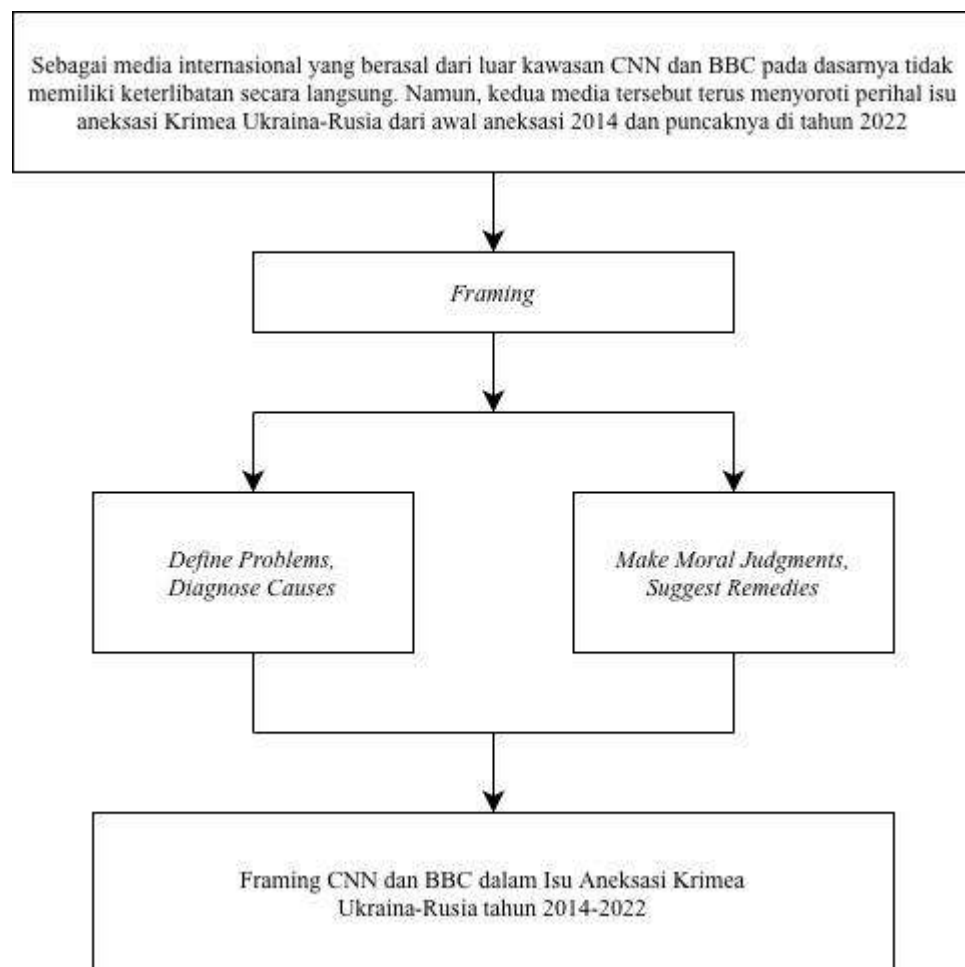 Sebagai media internasional yang berasal dari luar kawasan CNN dan BBC pada dasarnya tidak
memiliki keterlibatan secara langsung. Namun, kedua media tersebut terus menyoroti perihal isu
aneksasi Krimea Ukraina-Rusia dari awal aneksasi 2014 dan puncaknya di tahun 2022
Framing
Define Problems,
Diagnose Causes
Make Moral Judgments,
Suggest Remedies
Framing CNN dan BBC dalam Isu Aneksasi Krimea
Ukraina-Rusia tahun 2014-2022